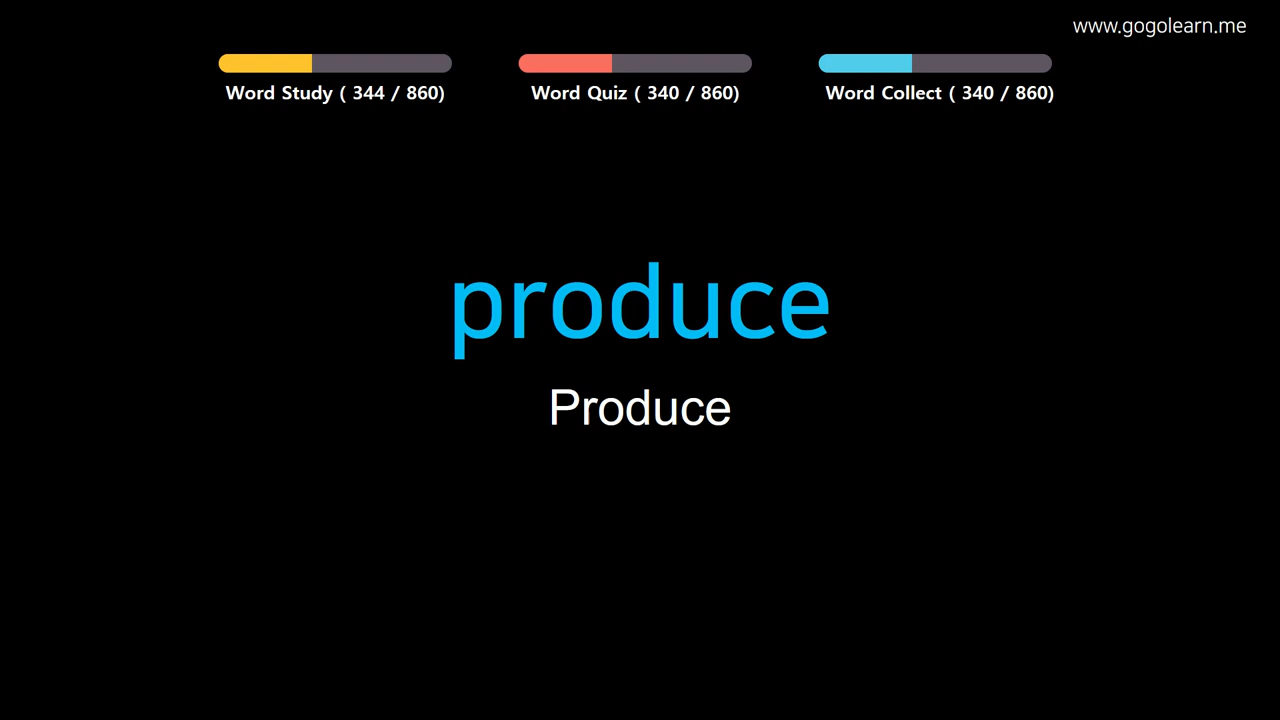 www.gogolearn.me
Word Study ( 344 / 860)
Word Quiz ( 340 / 860)
Word Collect ( 340 / 860)
produce
Produce